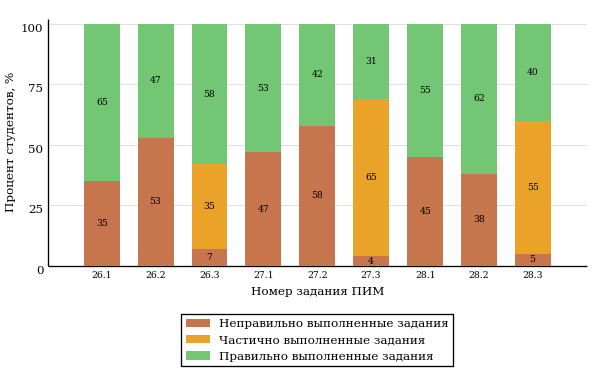 100
75
50
25
0
Процент студентов, %
65 47 58 53 42 31 55 62 40
35 65 55
35 53 7 47 58 4 45 38 5
26.1 26.2 26.3 27.1 27.2 27.3 28.1 28.2 28.3
Номер задания ПИМ
Неправильно выполненные задания
Частично выполненные задания
Правильно выполненные задания